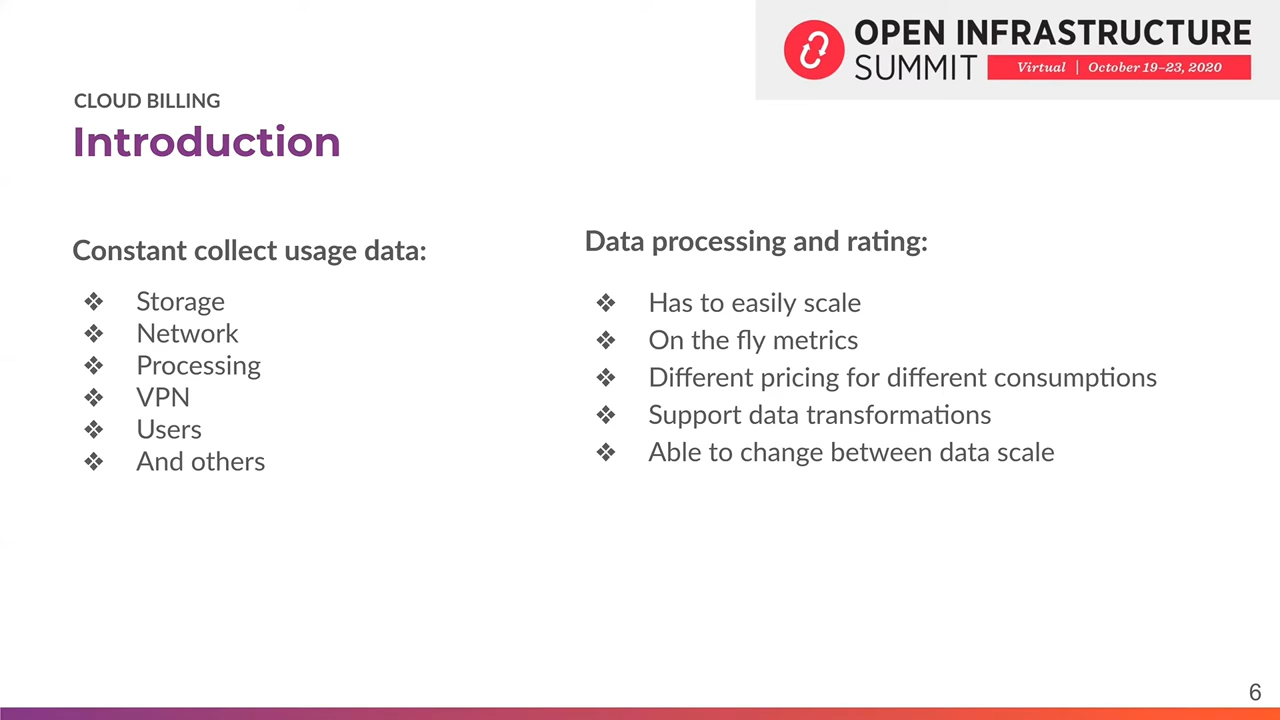 OPEN INFRASTRUCTURE
SUMMIT
Virtual | October 19–23, 2020
CLOUD BILLING
Introduction
Constant collect usage data:
❖ Storage
❖ Network
❖ Processing
❖ VPN
❖ Users
❖ And others
Data processing and rating:
❖ Has to easily scale
❖ On the fly metrics
❖ Different pricing for different consumptions
❖ Support data transformations
❖ Able to change between data scale
6